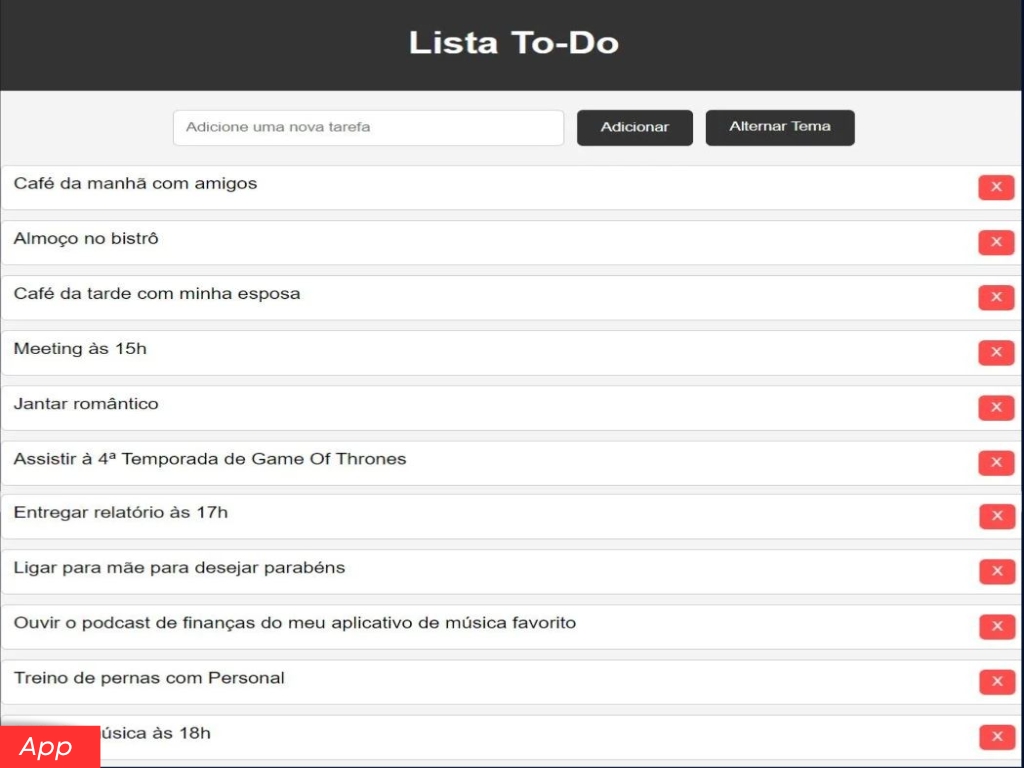 Lista To-Do
Adicione uma nova tarefa
Adicionar
Alternar Tema
Café da manhã com amigos
X
Almoço no bistrô
X
Café da tarde com minha esposa
X
Meeting às 15h
X
Jantar romântico
X
Assistir à 4ª Temporada de Game Of Thrones
X
Entregar relatório às 17h
X
Ligar para mãe para desejar parabéns
X
Ouvir o podcast de finanças do meu aplicativo de música favorito
X
Treino de pernas com Personal
X
às 18h
X
App